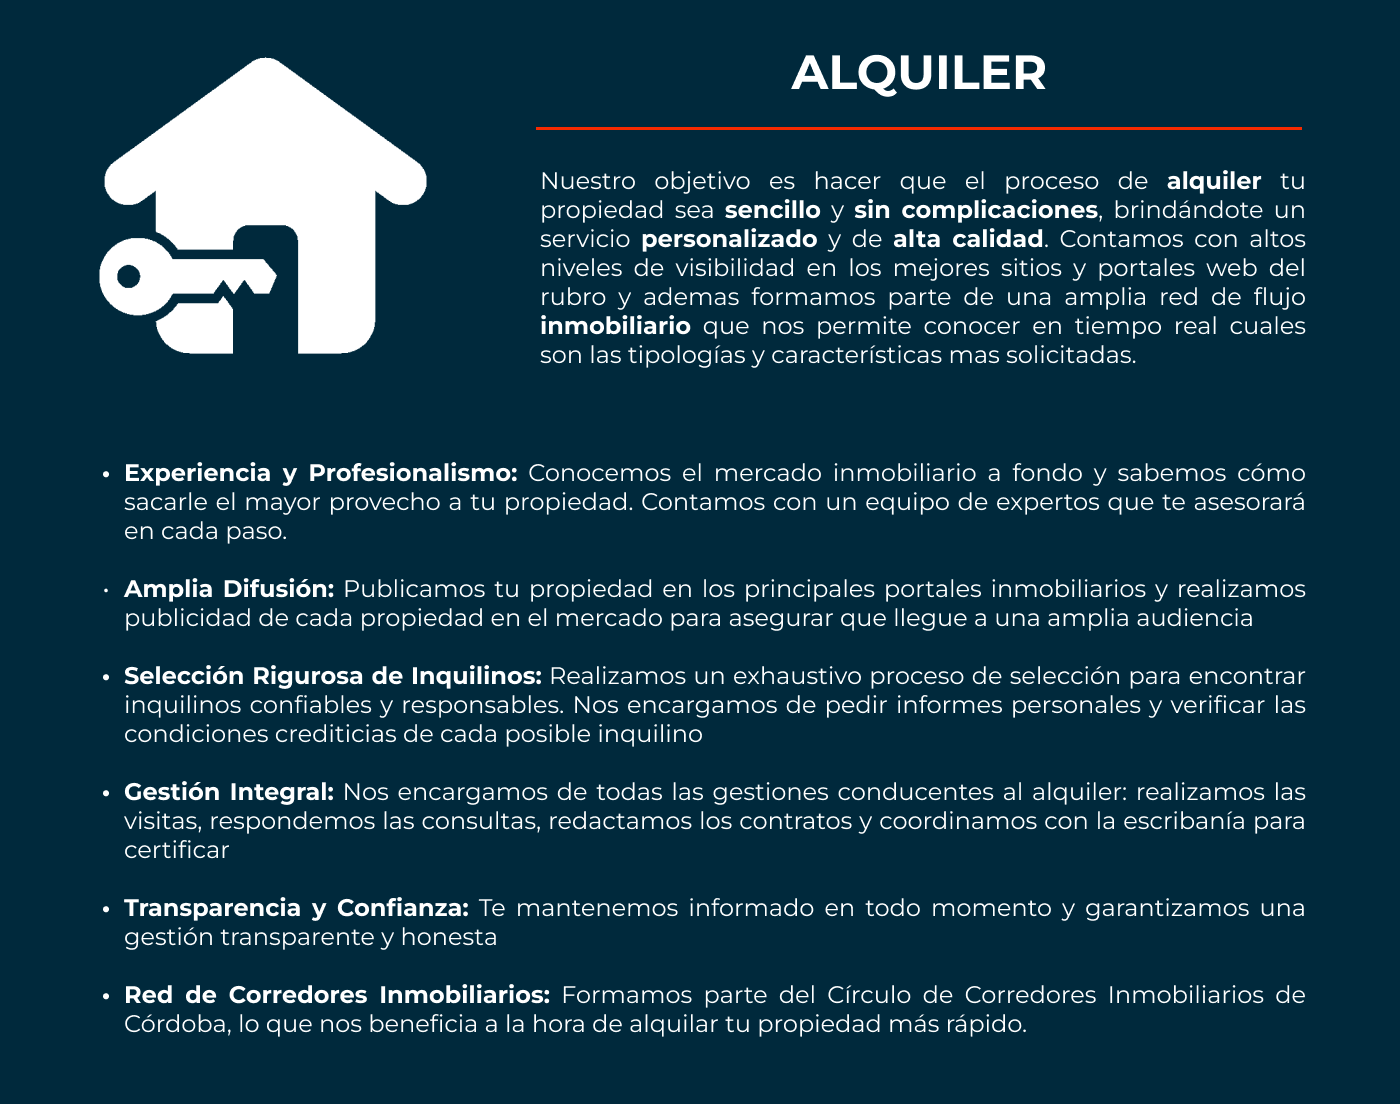 ALQUILER
Nuestro objetivo es hacer que el proceso de alquiler tu
propiedad sea sencillo y sin complicaciones, brindándote un
servicio personalizado y de alta calidad. Contamos con altos
niveles de visibilidad en los mejores sitios y portales web del
rubro y ademas formamos parte de una amplia red de flujo
inmobiliario que nos permite conocer en tiempo real cuales
son las tipologías y características mas solicitadas.
• Experiencia y Profesionalismo: Conocemos el mercado inmobiliario a fondo y sabemos cómo
sacarle el mayor provecho a tu propiedad. Contamos con un equipo de expertos que te asesorará
en cada paso.
• Amplia Difusión: Publicamos tu propiedad en los principales portales inmobiliarios y realizamos
publicidad de cada propiedad en el mercado para asegurar que llegue a una amplia audiencia
• Selección Rigurosa de Inquilinos: Realizamos un exhaustivo proceso de selección para encontrar
inquilinos confiables y responsables. Nos encargamos de pedir informes personales y verificar las
condiciones crediticias de cada posible inquilino
• Gestión Integral: Nos encargamos de todas las gestiones conducentes al alquiler: realizamos las
visitas, respondemos las consultas, redactamos los contratos y coordinamos con la escribanía para
certificar
• Transparencia y Confianza: Te mantenemos informado en todo momento y garantizamos una
gestión transparente y honesta
• Red de Corredores Inmobiliarios: Formamos parte del Círculo de Corredores Inmobiliarios de
Córdoba, lo que nos beneficia a la hora de alquilar tu propiedad más rápido.